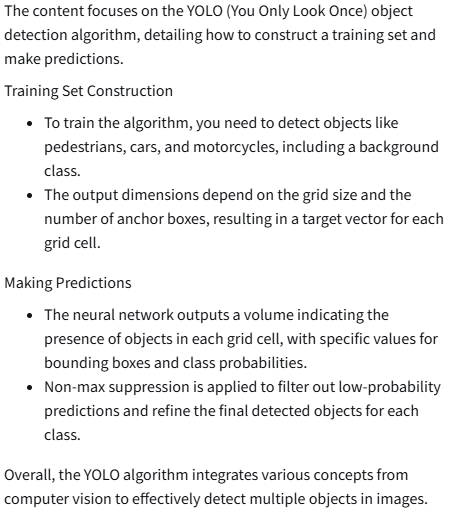 The content focuses on the YOLO (You Only Look Once) object
detection algorithm, detailing how to construct a training set and
make predictions.
Training Set Construction
• To train the algorithm, you need to detect objects like
pedestrians, cars, and motorcycles, including a background
class.
• The output dimensions depend on the grid size and the
number of anchor boxes, resulting in a target vector for each
grid cell.
Making Predictions
• The neural network outputs a volume indicating the
presence of objects in each grid cell, with specific values for
bounding boxes and class probabilities.
• Non-max suppression is applied to filter out low-probability
predictions and refine the final detected objects for each
class.
Overall, the YOLO algorithm integrates various concepts from
computer vision to effectively detect multiple objects in images.